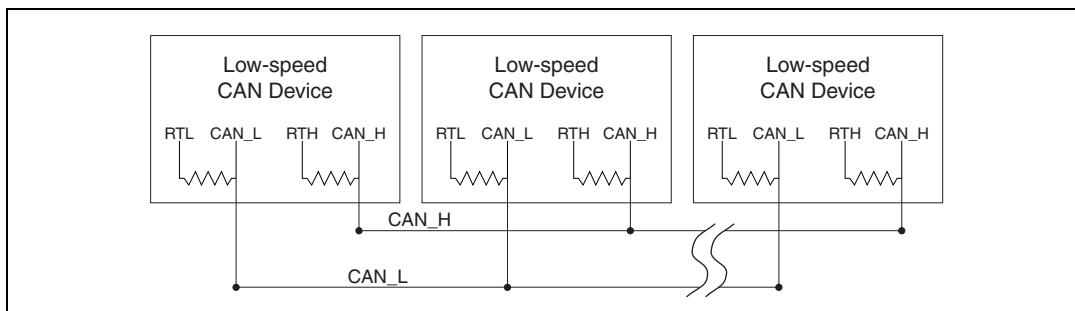 Low-speed
CAN Device
Low-speed
CAN Device
Low-speed
CAN Device
RTL CAN_L RTH CAN_H
RTL CAN_L RTH CAN_H
RTL CAN_L RTH CAN_H
CAN_H
CAN_L